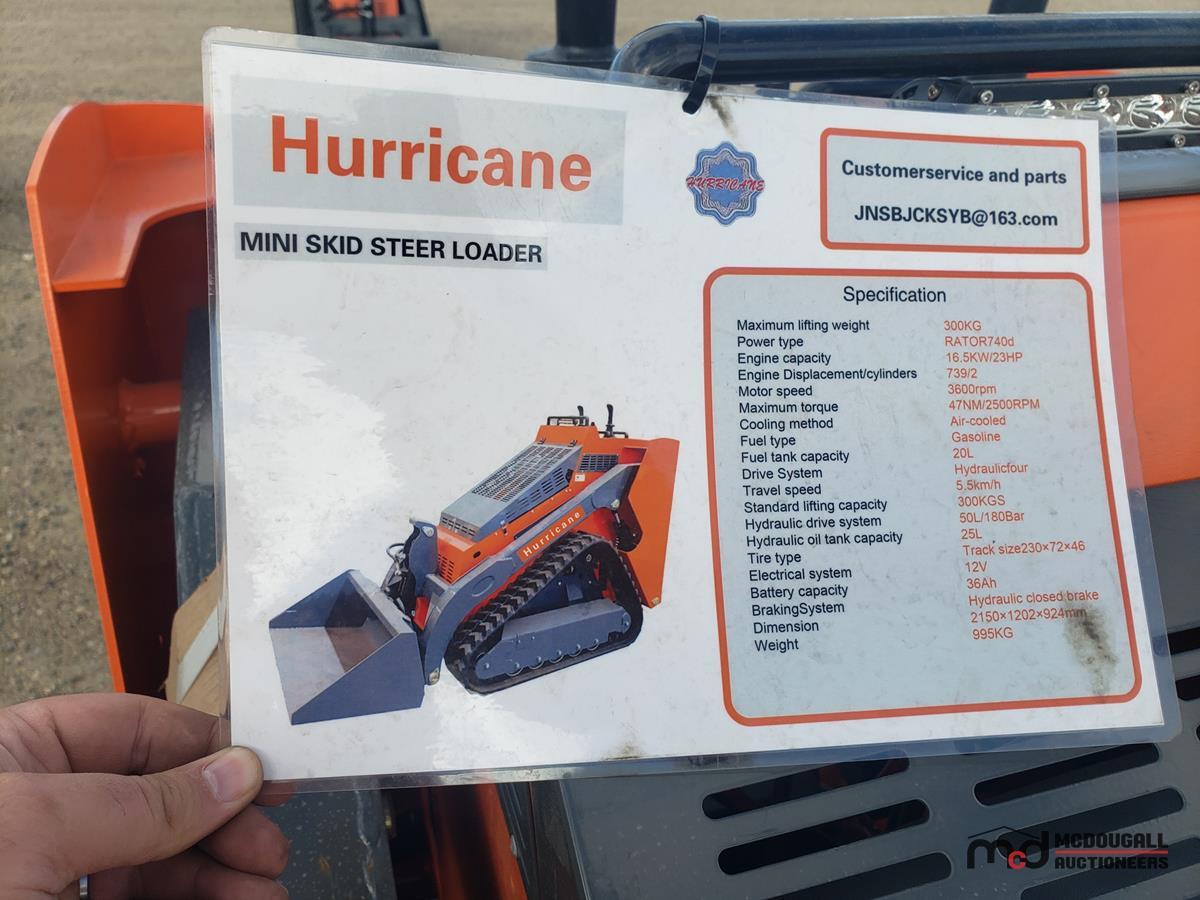 Hurricane
MINI SKID STEER LOADER
HURRICANE
Customerservice and parts
JNSBJCKSYB@163.com
Specification
Maximum lifting weight 300KG
Power type RATOR740d
Engine capacity 16.5KW/23HP
Engine Displacement/cylinders 739/2
Motor speed 3600rpm
Maximum torque 47NM/2500RPM
Cooling method Air-cooled
Fuel type Gasoline
Fuel tank capacity 20L
Drive System Hydraulicfour
Travel speed 5.5km/h
Standard lifting capacity 300KGS
Hydraulic drive system 50L/180Bar
Hydraulic oil tank capacity 25L
Tire type Track size230×72×46
Electrical system 12V
Battery capacity 36Ah
BrakingSystem Hydraulic closed brake
Dimension 2150×1202×924mm
Weight 995KG
Hurricane
mcd MCDOUGALL
AUCTIONEERS